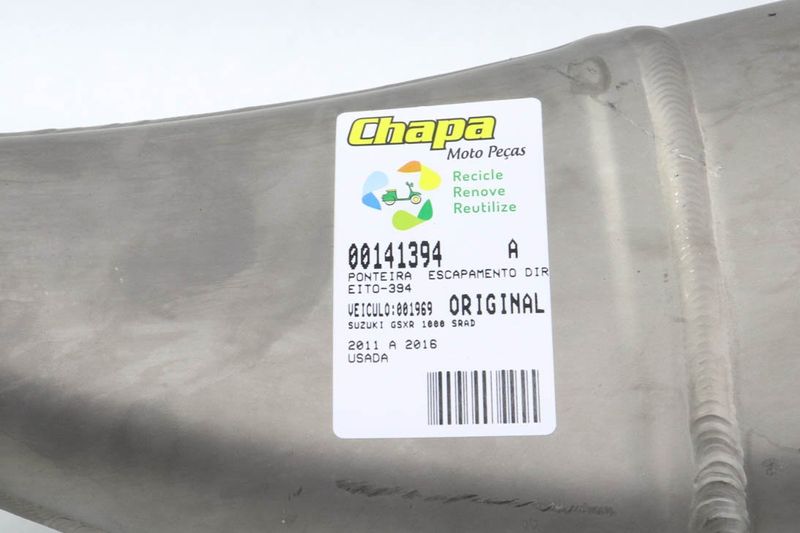 Chapa
Moto Peças
Recicle
Renove
Reutilize
00141394 A
PONTEIRA ESCAPAMENTO DIR
EITO-394
VEICULO:001969 ORIGINAL
SUZUKI GSXR 1000 SRAD
2011 A 2016
USADA